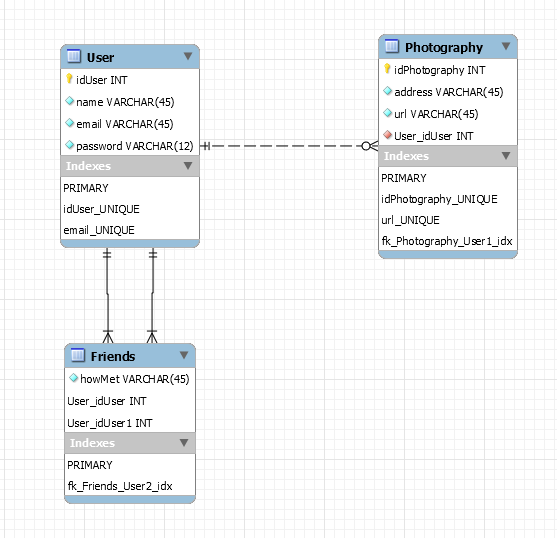 User
idUser INT
name VARCHAR(45)
email VARCHAR(45)
password VARCHAR(12)
Indexes
PRIMARY
idUser_UNIQUE
email_UNIQUE
Photography
idPhotography INT
address VARCHAR(45)
url VARCHAR(45)
User_idUser INT
Indexes
PRIMARY
idPhotography_UNIQUE
url_UNIQUE
fk_Photography_User1_idx
Friends
howMet VARCHAR(45)
User_idUser INT
User_idUser1 INT
Indexes
PRIMARY
fk_Friends_User2_idx